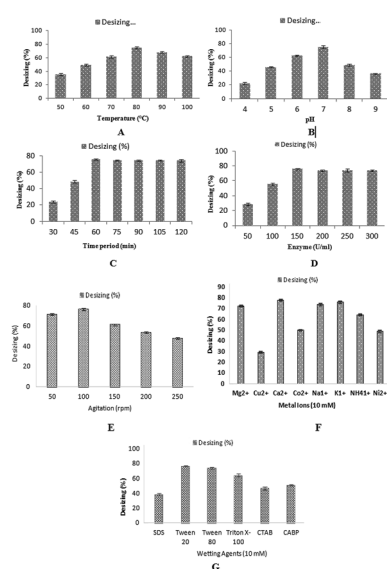 Desizing...
Desizing (%)
100
80
60
40
20
0
50 60 70 80 90 100
Temperature (°C)
A
Desizing...
Desizing (%)
100
80
60
40
20
0
4 5 6 7 8 9
pH
B
Desizing (%)
Desizing (%)
80
60
40
20
0
30 45 60 75 90 105 120
Time period (min)
C
Desizing (%)
Desizing (%)
100
80
60
40
20
0
50 100 150 200 250 300
Enzyme (U/ml)
D
Desizing (%)
Desizing (%)
80
60
40
20
0
50 100 150 200 250
Agitation (rpm)
E
Desizing (%)
Desizing (%)
90
80
70
60
50
40
30
20
10
0
Mg2+ Cu2+ Ca2+ Co2+ Na1+ K1+ NH41+ Ni2+
Metal Ions (10 mM)
F
Desizing (%)
Desizing (%)
100
80
60
40
20
0
SDS Tween 20 Tween 80 Triton X-100 CTAB CABP
Wetting Agents (10 mM)
G